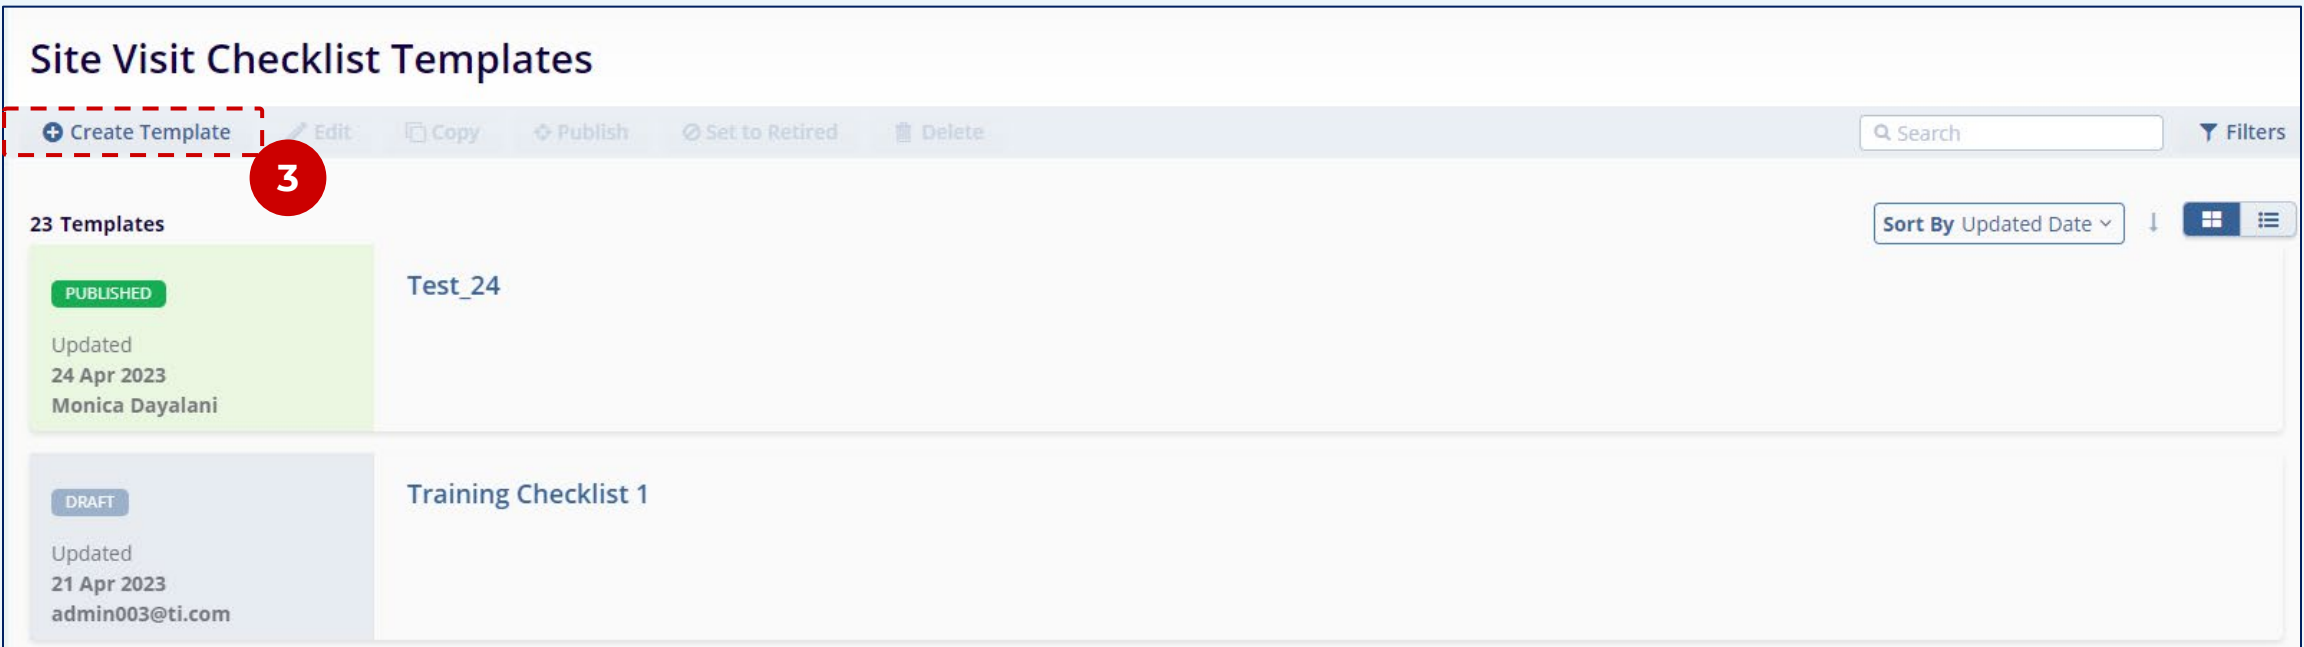 Site Visit Checklist Templates
Create Template Edit Copy Publish Set to Retired Delete Search Filters
3
23 Templates Sort By Updated Date
PUBLISHED Test_24
Updated
24 Apr 2023
Monica Dayalani
DRAFT Training Checklist 1
Updated
21 Apr 2023
admin003@ti.com